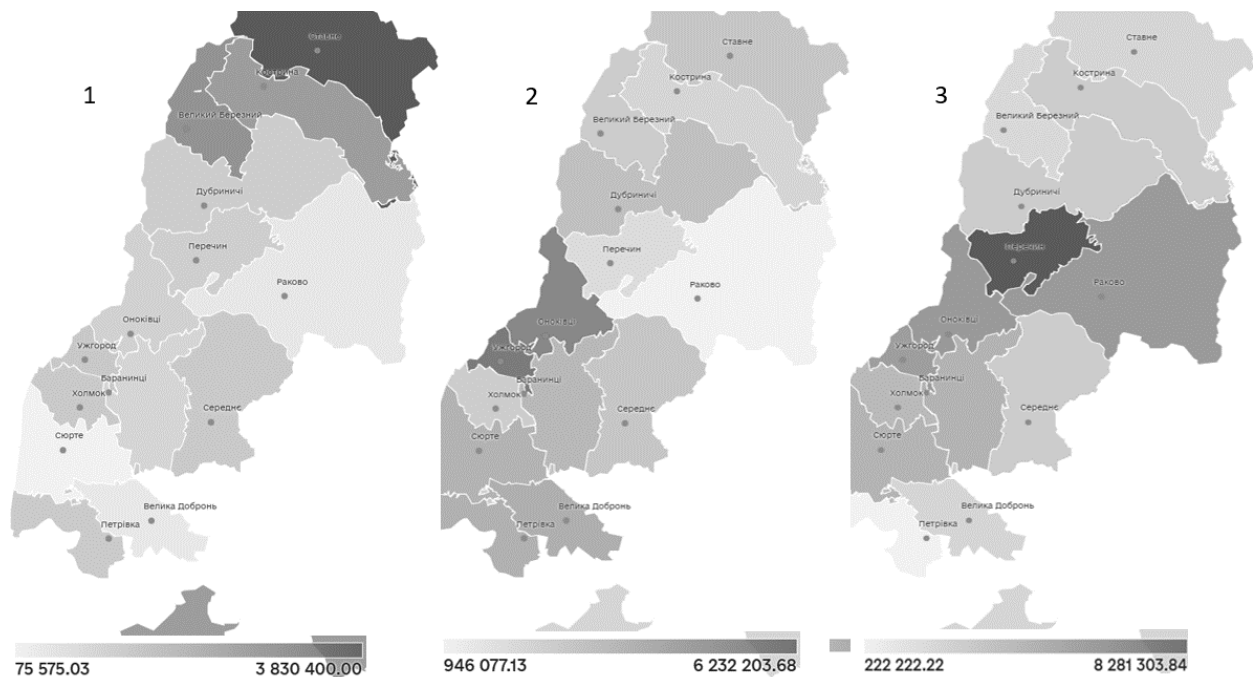 1
Ставне
Кострина
Великий Березний
Дубриничі
Перечин
Раково
Оноківці
Ужгород
Баранинці
Холмок
Середнє
Сюрте
Велика Добронь
Петрівка
75 575.03
3 830 400.00
2
Ставне
Кострина
Великий Березний
Дубриничі
Перечин
Раково
Оноківці
Ужгород
Баранинці
Холмок
Середнє
Сюрте
Велика Добронь
Петрівка
946 077.13
6 232 203.68
3
Ставне
Кострина
Великий Березний
Дубриничі
Перечин
Раково
Оноківці
Ужгород
Баранинці
Холмок
Середнє
Сюрте
Велика Добронь
Петрівка
222 222.22
8 281 303.84